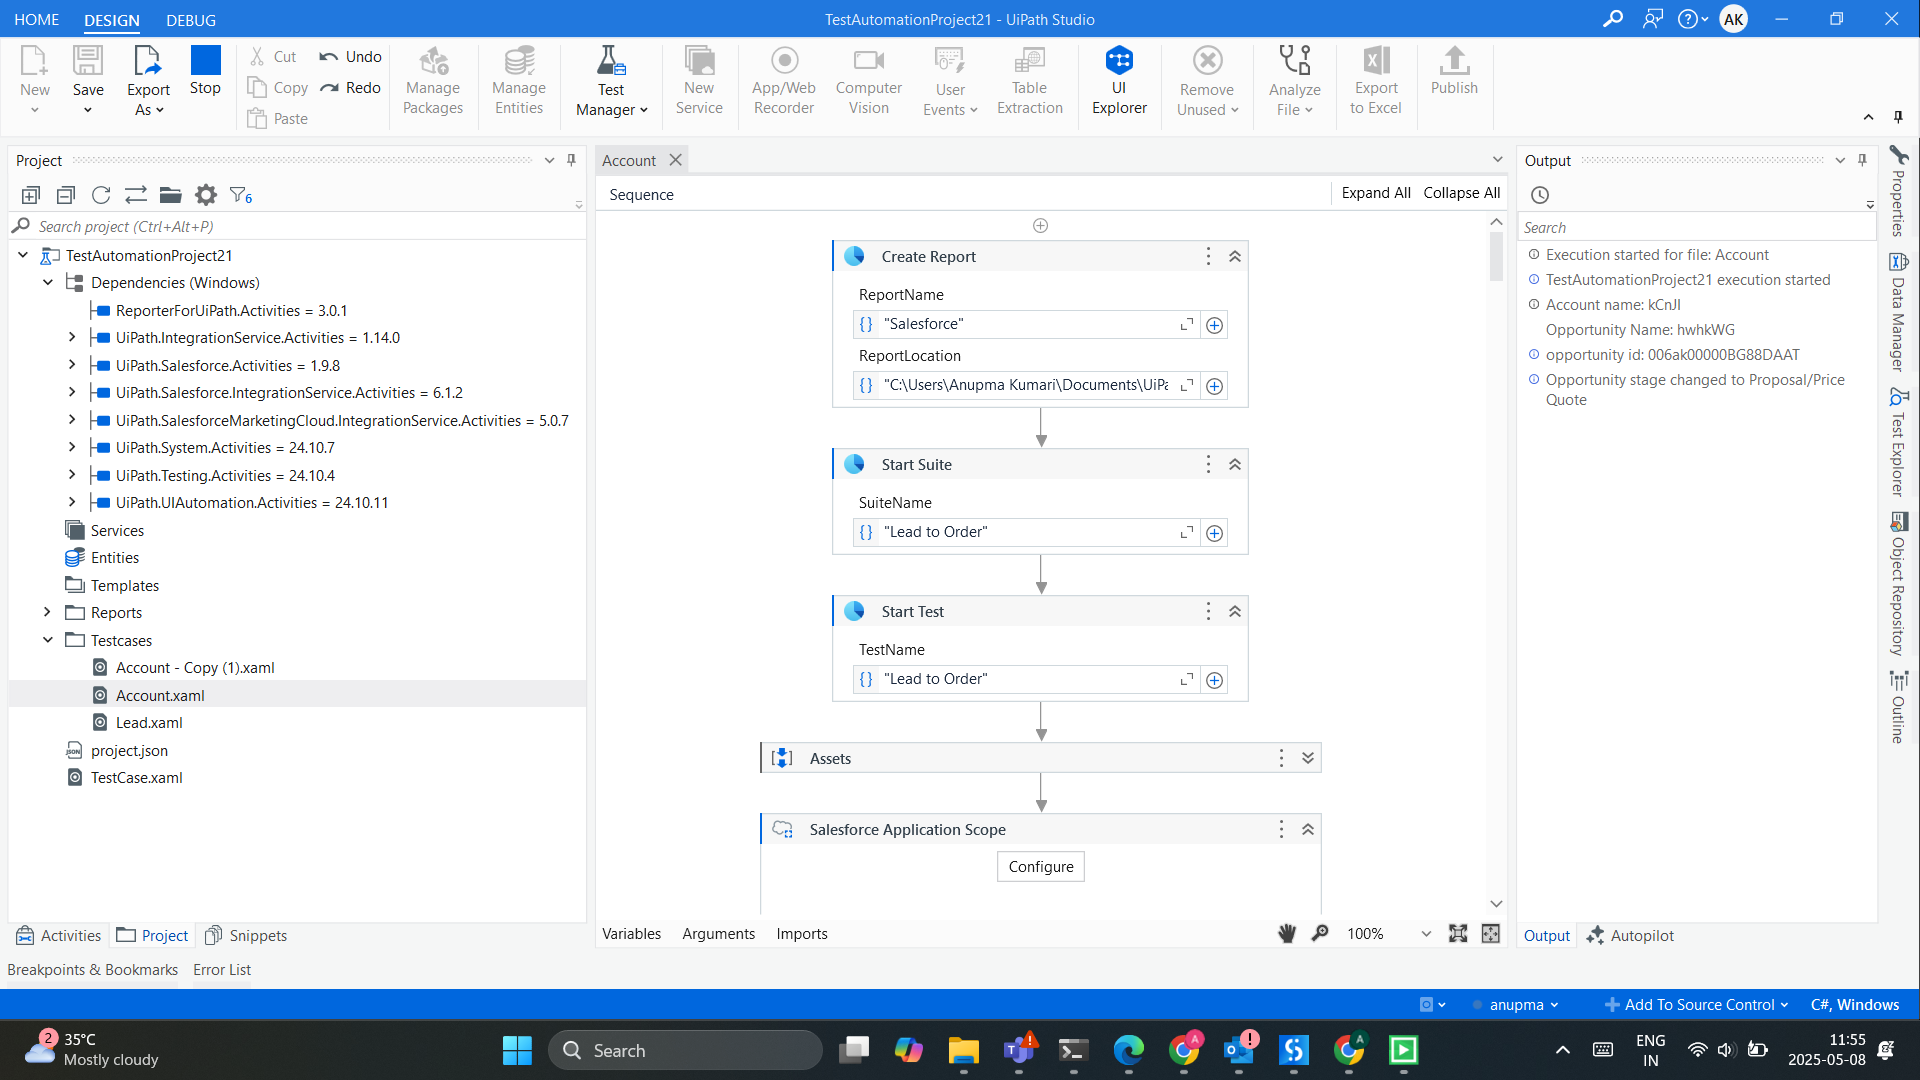 HOME
DESIGN
DEBUG
TestAutomationProject21 - UiPath Studio
AK
New
Save
Export
As
Stop
Cut
Copy
Paste
Undo
Redo
Manage
Packages
Manage
Entities
Test
Manager
New
Service
App/Web
Recorder
Computer
Vision
User
Events
Table
Extraction
UI
Explorer
Remove
Unused
Analyze
File
Export
to Excel
Publish
Project
6
Search project (Ctrl+Alt+P)
TestAutomationProject21
Dependencies (Windows)
ReporterForUiPath.Activities = 3.0.1
UiPath.IntegrationService.Activities = 1.14.0
UiPath.Salesforce.Activities = 1.9.8
UiPath.Salesforce.IntegrationService.Activities = 6.1.2
UiPath.SalesforceMarketingCloud.IntegrationService.Activities = 5.0.7
UiPath.System.Activities = 24.10.7
UiPath.Testing.Activities = 24.10.4
UiPath.UIAutomation.Activities = 24.10.11
Services
Entities
Templates
Reports
Testcases
Account - Copy (1).xaml
Account.xaml
Lead.xaml
JSON
project.json
TestCase.xaml
Activities
Project
Snippets
Breakpoints & Bookmarks
Error List
Account
Sequence
Expand All
Collapse All
Create Report
ReportName
{} "Salesforce"
ReportLocation
{} "C:\Users\Anupma Kumari\Documents\UiPa
Start Suite
SuiteName
{} "Lead to Order"
Start Test
TestName
{} "Lead to Order"
Assets
Salesforce Application Scope
Configure
Variables
Arguments
Imports
100%
Output
Search
Execution started for file: Account
TestAutomationProject21 execution started
Account name: kCnJI
Opportunity Name: hwhkWG
opportunity id: 006ak00000BG88DAAT
Opportunity stage changed to Proposal/Price
Quote
Output
Autopilot
Properties
Data Manager
Test Explorer
Object Repository
Outline
anupma
Add To Source Control
C#, Windows
2
35°C
Mostly cloudy
Search
A
A
ENG
IN
11:55
2025-05-08